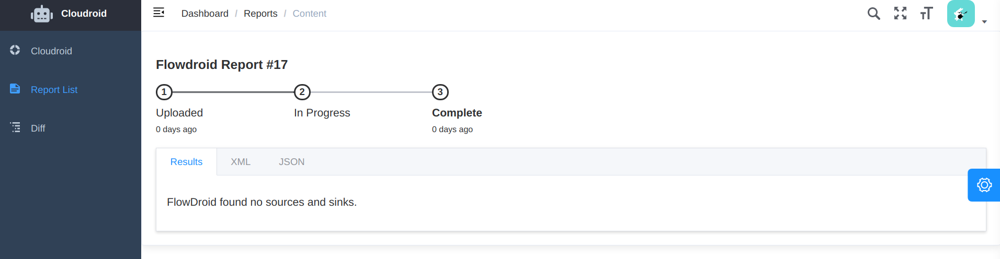 Cloudroid
Dashboard / Reports / Content
Cloudroid
Report List
Diff
Flowdroid Report #17
1 2 3
Uploaded In Progress Complete
0 days ago 0 days ago
Results XML JSON
FlowDroid found no sources and sinks.